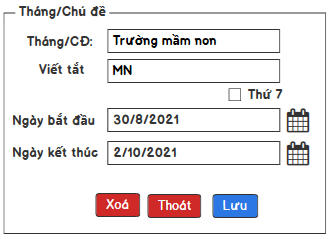 Tháng/Chủ đề
Tháng/CĐ: Trường mầm non
Viết tắt MN
Thứ 7
Ngày bắt đầu 30/8/2021
Ngày kết thúc 2/10/2021
Xoá Thoát Lưu